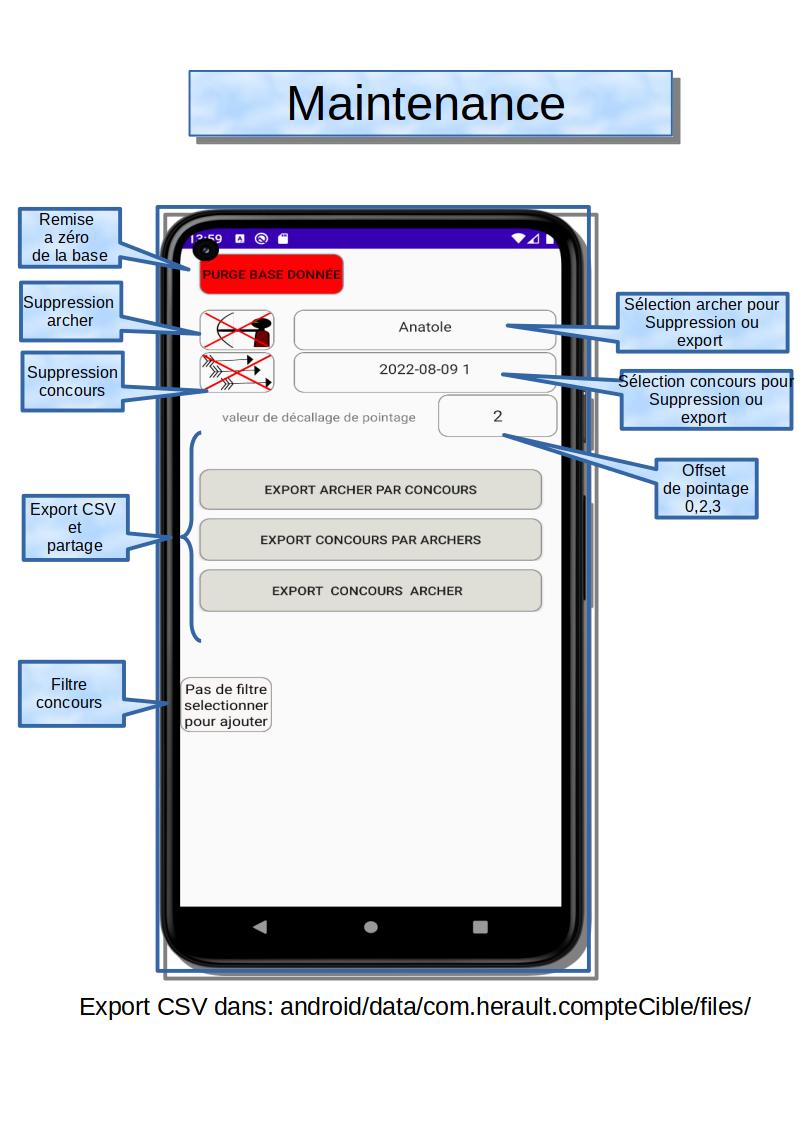 Maintenance
Remise
a zéro
de la base
13:59
PURGE BASE DONNÉE
Suppression
archer
Anatole
Sélection archer pour
Suppression ou
export
Suppression
concours
2022-08-09 1
Sélection concours pour
Suppression ou
export
valeur de décallage de pointage
2
Offset
de pointage
0,2,3
Export CSV
et
partage
EXPORT ARCHER PAR CONCOURS
EXPORT CONCOURS PAR ARCHERS
EXPORT CONCOURS ARCHER
Filtre
concours
Pas de filtre
selectionner
pour ajouter
Export CSV dans: android/data/com.herault.compteCible/files/